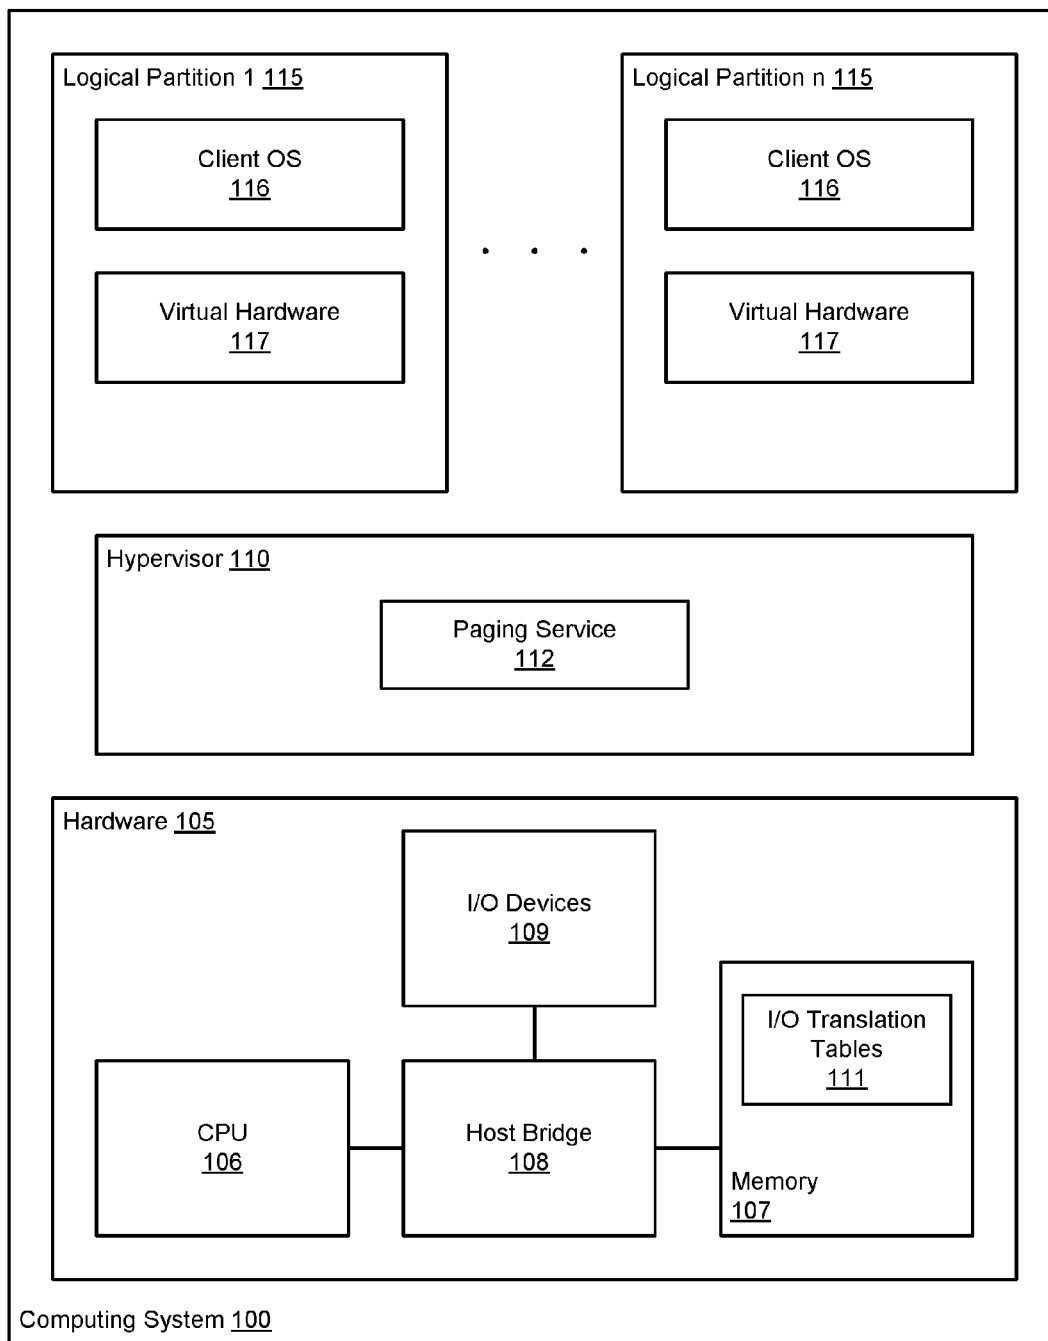 Logical Partition 1 115
Client OS
116
Virtual Hardware
117
. . .
Logical Partition n 115
Client OS
116
Virtual Hardware
117
Hypervisor 110
Paging Service
112
Hardware 105
I/O Devices
109
CPU
106
Host Bridge
108
I/O Translation
Tables
111
Memory
107
Computing System 100